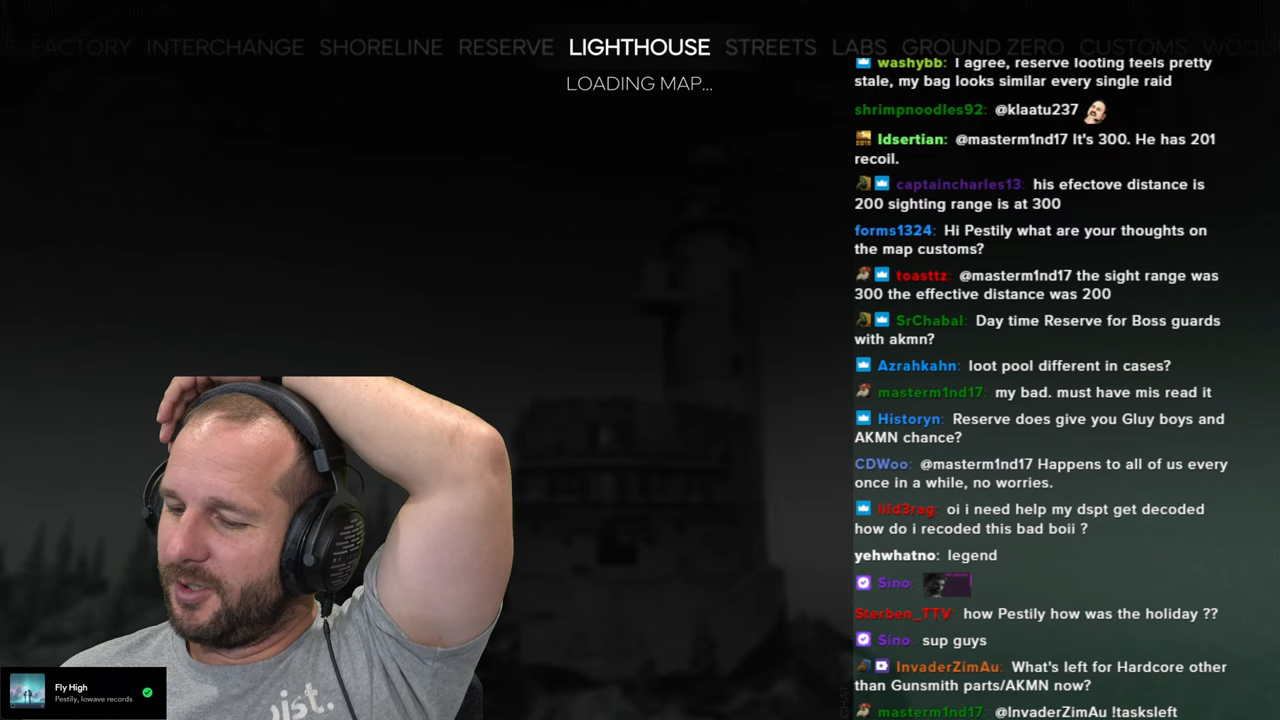 FACTORY INTERCHANGE SHORELINE RESERVE LIGHTHOUSE STREETS LABS GROUND ZERO CUSTOMS
LOADING MAP...
washybb: I agree, reserve looting feels pretty
stale, my bag looks similar every single raid
shrimpnoodles92: @klaatu237
Idsertian: @masterm1nd17 It's 300. He has 201
recoil.
captaincharles13: his efectove distance is
200 sighting range is at 300
forms1324: Hi Pestily what are your thoughts on
the map customs?
toasttz: @masterm1nd17 the sight range was
300 the effective distance was 200
SrChabal: Day time Reserve for Boss guards
with akmn?
Azrahkahn: loot pool different in cases?
masterm1nd17: my bad. must have mis read it
Historyn: Reserve does give you Gluy boys and
AKMN chance?
CDWoo: @masterm1nd17 Happens to all of us every
once in a while, no worries.
lild3rag: oi i need help my dspt get decoded
how do i recoded this bad boii ?
yehwhatno: legend
Sino:
Sterben_TTV: how Pestily how was the holiday ??
Sino: sup guys
InvaderZimAu: What's left for Hardcore other
than Gunsmith parts/AKMN now?
masterm1nd17: @InvaderZimAu !tasksleft
Fly High
Pestily, lowave records
CHAT